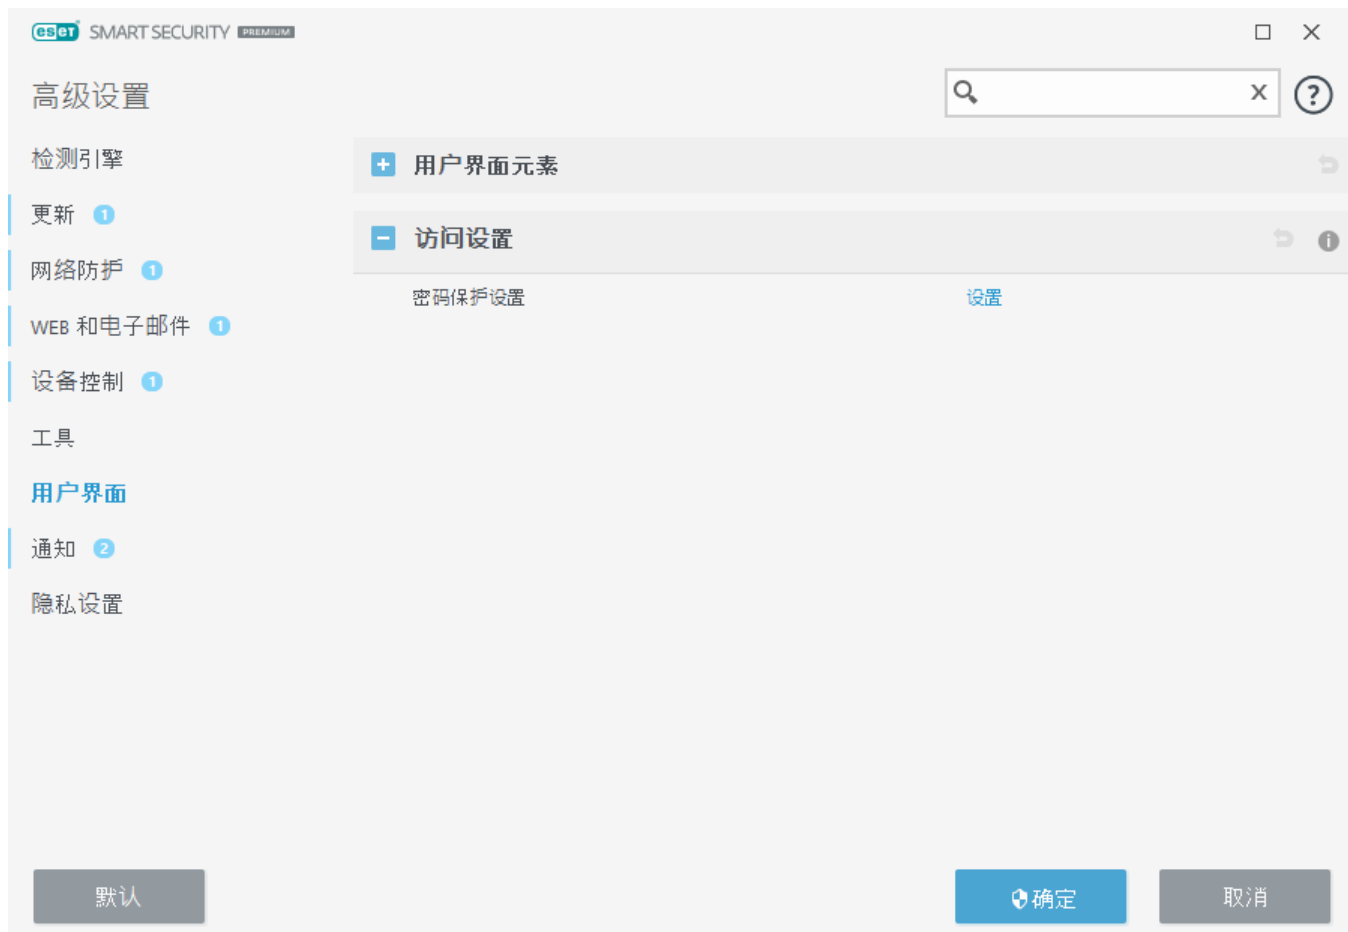 eset SMART SECURITY PREMIUM
高级设置
检测引擎
更新 1
网络防护 1
WEB 和电子邮件 1
设备控制 1
工具
用户界面
通知 2
隐私设置
用户界面元素
访问设置
密码保护设置 设置
默认
确定
取消